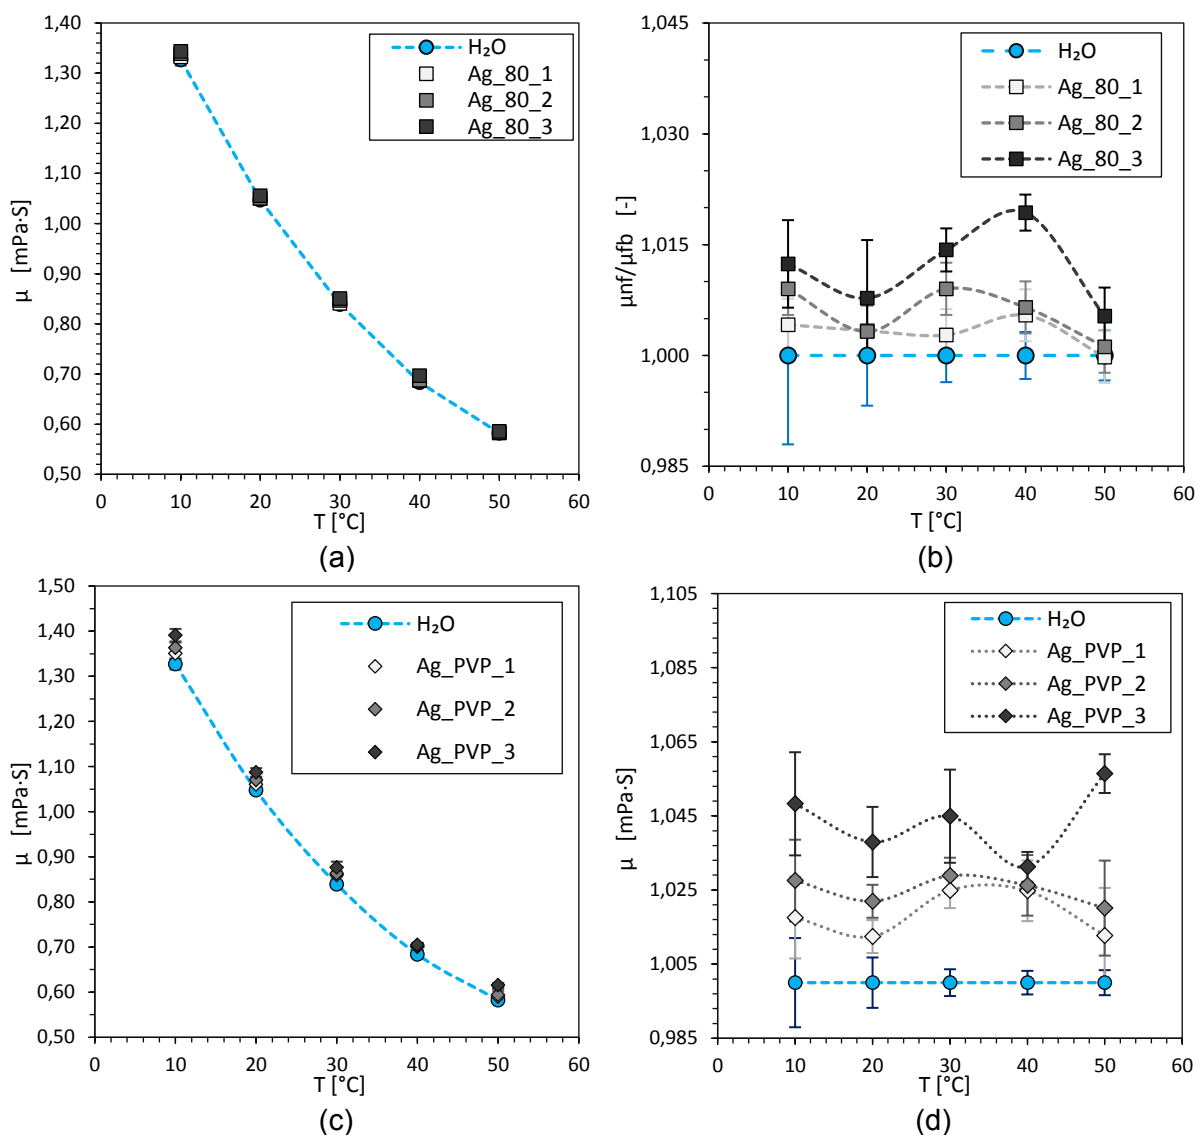 (a)
1,40
1,30
1,20
1,10
1,00
0,90
0,80
0,70
0,60
0,50
μ [mPa·S]
H₂O
Ag_80_1
Ag_80_2
Ag_80_3
0 10 20 30 40 50 60
T [°C]
(b)
1,045
1,030
1,015
1,000
0,985
μnf/μfb [-]
H₂O
Ag_80_1
Ag_80_2
Ag_80_3
0 10 20 30 40 50 60
T [°C]
(c)
1,50
1,40
1,30
1,20
1,10
1,00
0,90
0,80
0,70
0,60
0,50
μ [mPa·S]
H₂O
Ag_PVP_1
Ag_PVP_2
Ag_PVP_3
0 10 20 30 40 50 60
T [°C]
(d)
1,105
1,085
1,065
1,045
1,025
1,005
0,985
μ [mPa·S]
H₂O
Ag_PVP_1
Ag_PVP_2
Ag_PVP_3
0 10 20 30 40 50 60
T [°C]